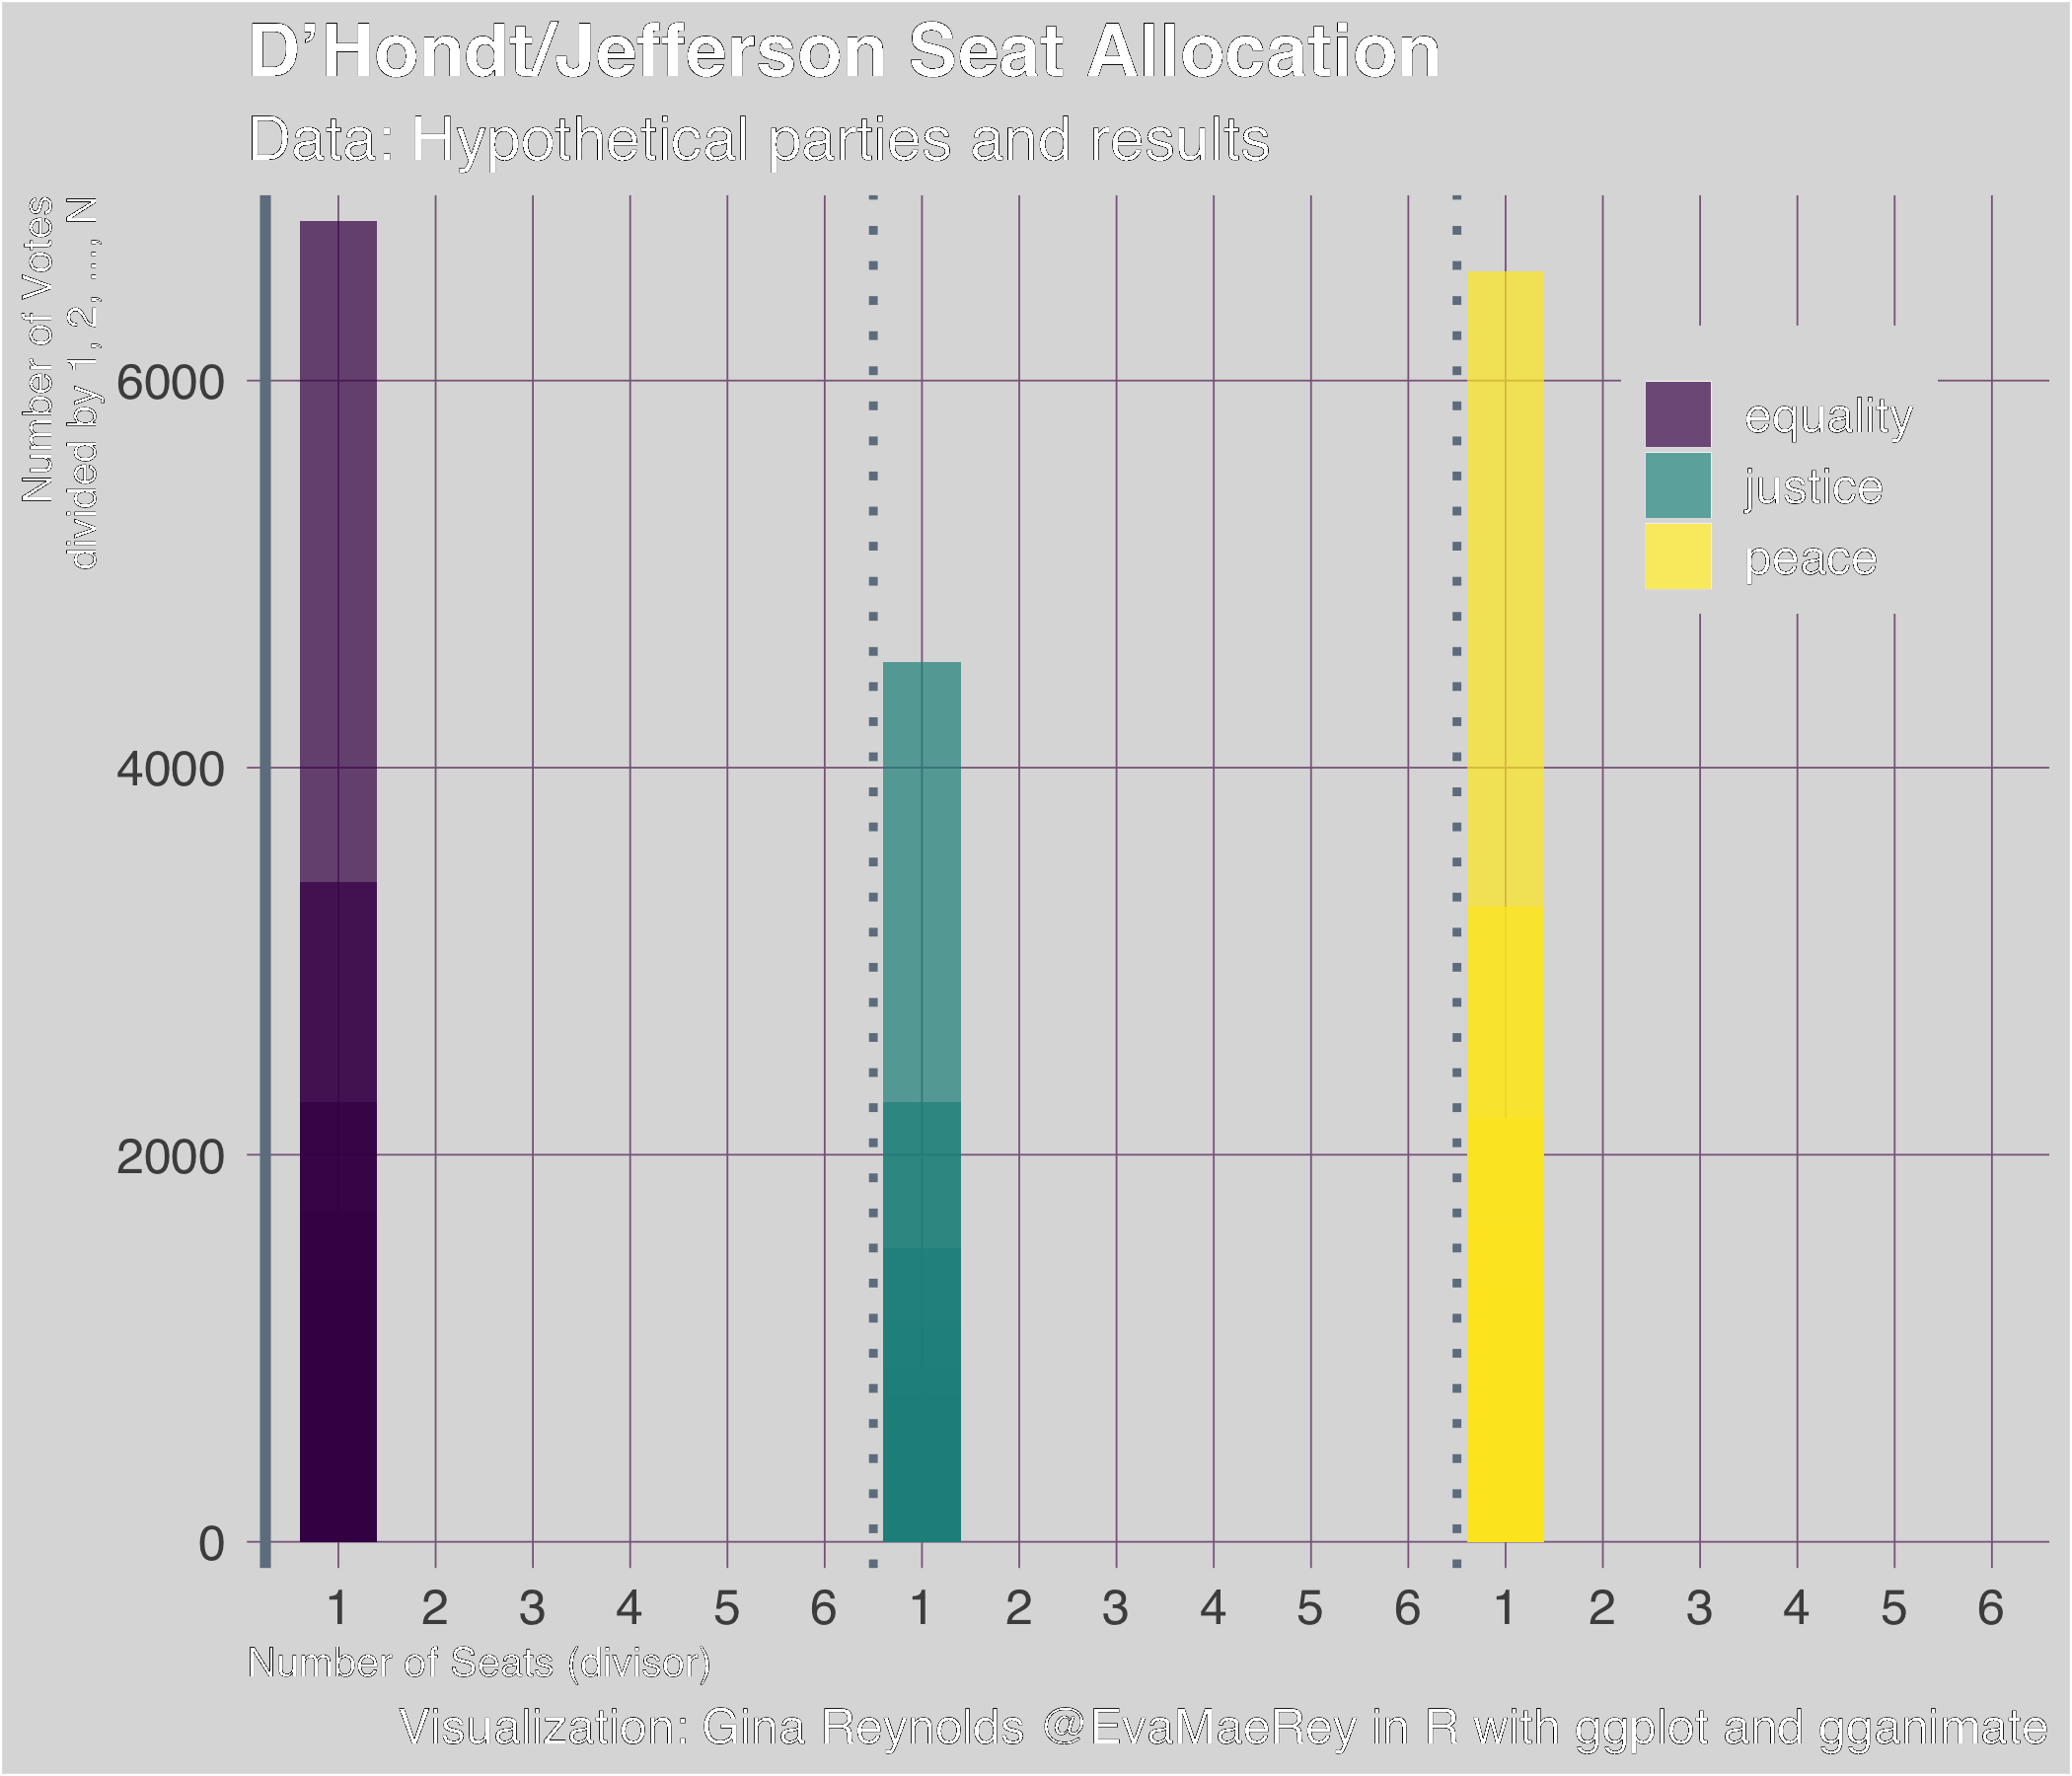 D’Hondt/Jefferson Seat Allocation
Data: Hypothetical parties and results
Number of Votes
divided by 1, 2, ..., N
6000
4000
2000
0
equality
justice
peace
1 2 3 4 5 6 1 2 3 4 5 6 1 2 3 4 5 6
Number of Seats (divisor)
Visualization: Gina Reynolds @EvaMaeRey in R with ggplot and gganimate